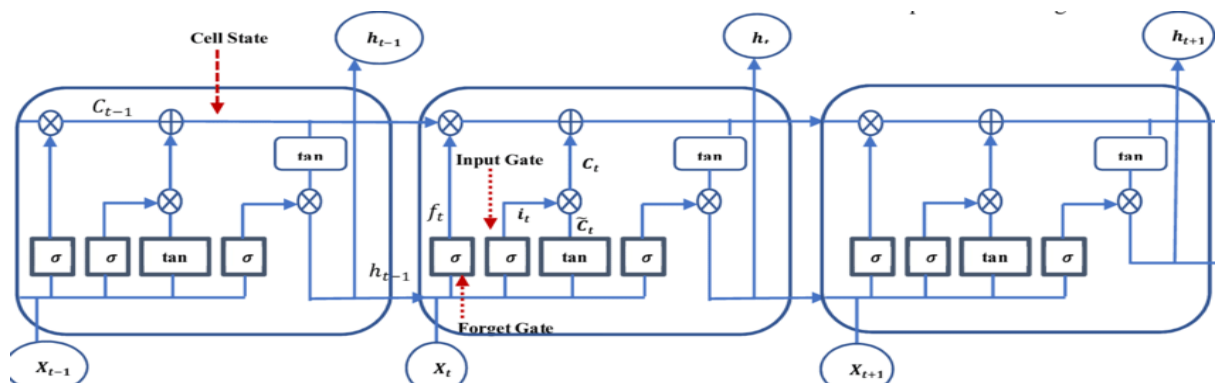 Cell State
h_{t-1}
h_t
h_{t+1}
C_{t-1}
tan
Input Gate
C_t
tan
tan
f_t
i_t
C̃_t
σ
σ
tan
σ
h_{t-1}
σ
σ
tan
σ
σ
σ
tan
σ
Forget Gate
X_{t-1}
X_t
X_{t+1}